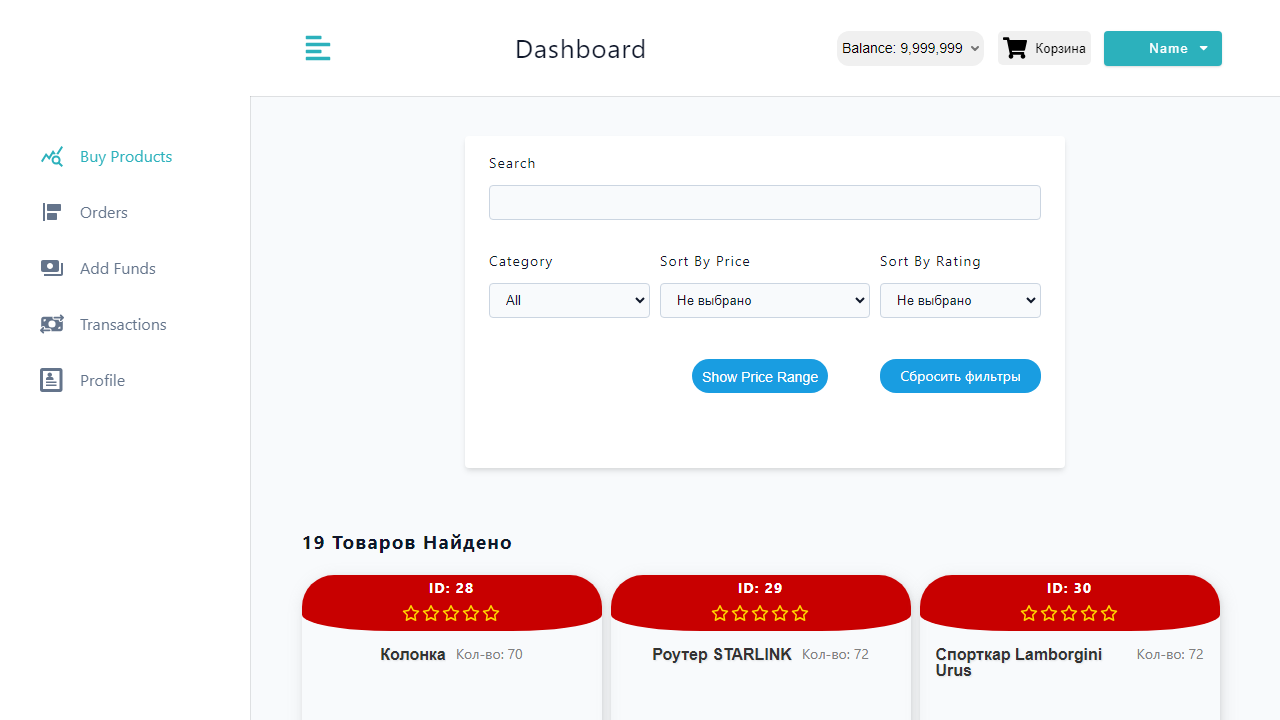 Dashboard
Balance: 9,999,999
Корзина
Name
Buy Products
Orders
Add Funds
Transactions
Profile
Search
Category
Sort By Price
Sort By Rating
All
Не выбрано
Не выбрано
Show Price Range
Сбросить фильтры
19 Товаров Найдено
ID: 28
Колонка
Кол-во: 70
ID: 29
Роутер STARLINK
Кол-во: 72
ID: 30
Спорткар Lamborgini
Urus
Кол-во: 72